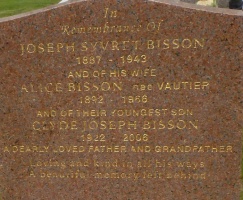 In
Remembrance Of
JOSEPH SYVRET BISSON
1887 - 1943
AND OF HIS WIFE
ALICE BISSON nee VAUTIER
1892 - 1966
AND OF THEIR YOUNGEST SON
CLYDE JOSEPH BISSON
1922 - 2008
A DEARLY LOVED FATHER AND GRANDFATHER
Loving and kind in all his ways
A beautiful memory left behind